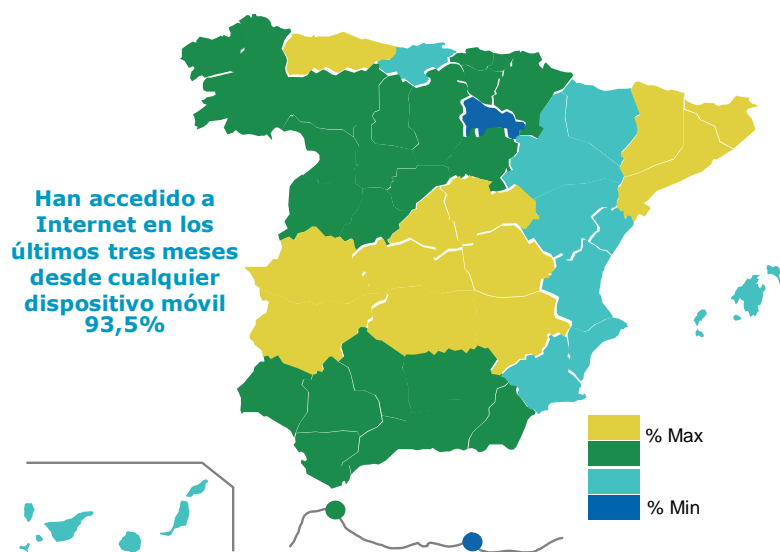 Han accedido a
Internet en los
últimos tres meses
desde cualquier
dispositivo móvil
93,5%
% Max
% Min